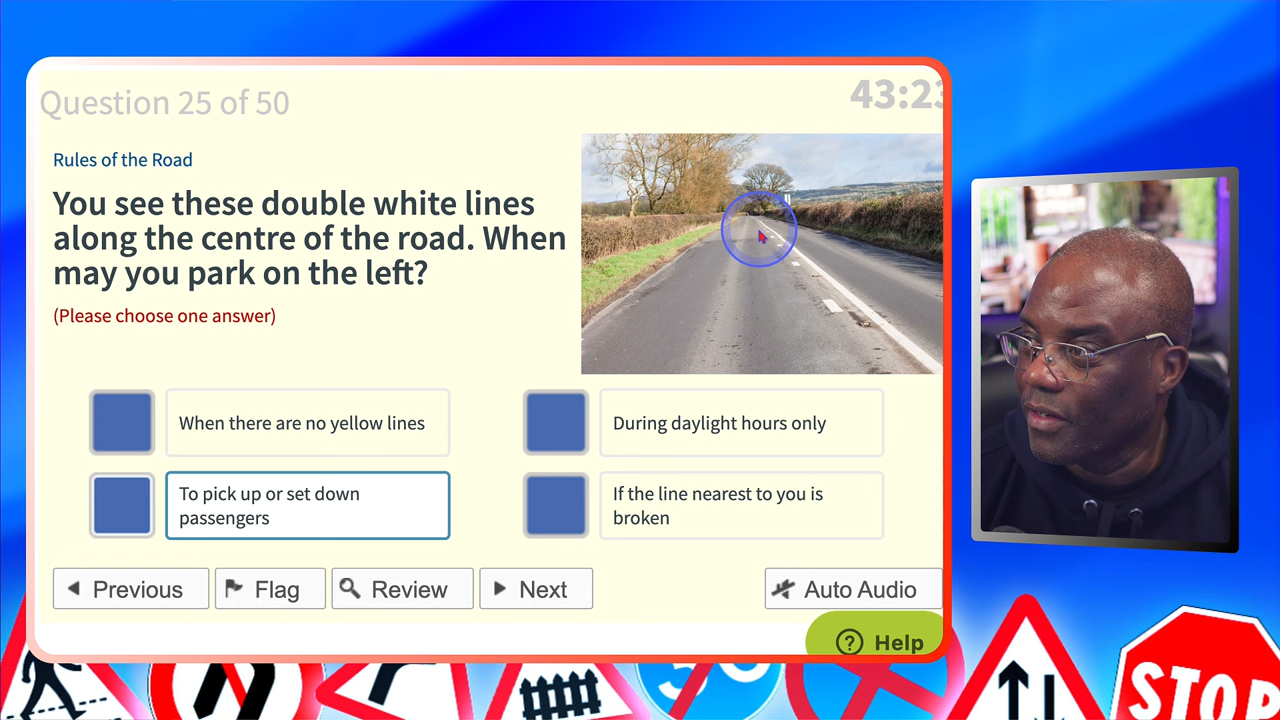 Question 25 of 50
43:23
Rules of the Road
You see these double white lines
along the centre of the road. When
may you park on the left?
(Please choose one answer)
When there are no yellow lines
During daylight hours only
To pick up or set down
passengers
If the line nearest to you is
broken
Previous
Flag
Review
Next
Auto Audio
Help
STOP